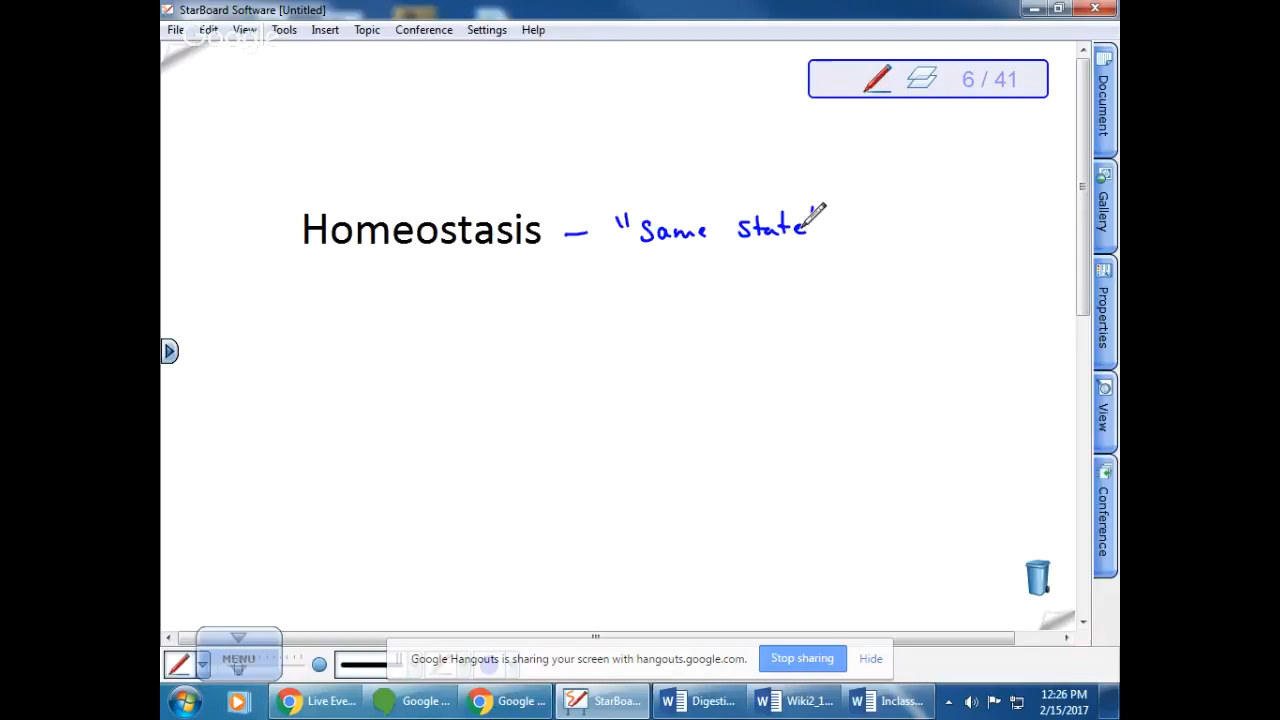 StarBoard Software [Untitled]
File Edit View Tools Insert Topic Conference Settings Help
Google
6 / 41
Homeostasis – "Same state"
Document
Gallery
Properties
View
Conference
MENU
Google Hangouts is sharing your screen with hangouts.google.com. Stop sharing Hide
Live Eve... Google ... Google ... StarBoa... Digesti... Wiki2_1... Inclass...
12:26 PM
2/15/2017